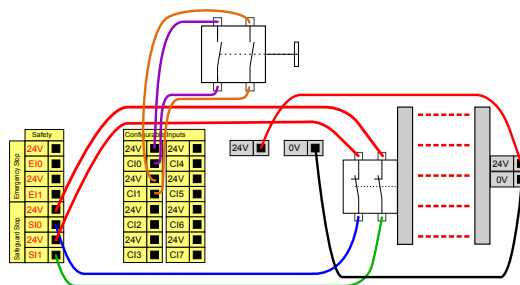 Safety
Emergency Stop
24V
EI0
24V
EI1
Safeguard Stop
24V
SI0
24V
SI1
Configurable Inputs
24V 24V
CI0 CI4
24V 24V
CI1 CI5
24V 24V
CI2 CI6
24V 24V
CI3 CI7
24V 0V
24V
0V